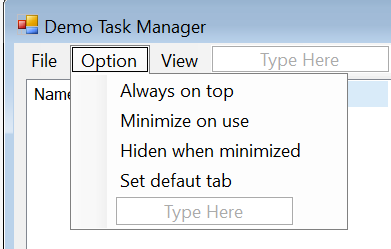 Demo Task Manager
File Option View Type Here
Name
Always on top
Minimize on use
Hiden when minimized
Set defaut tab
Type Here